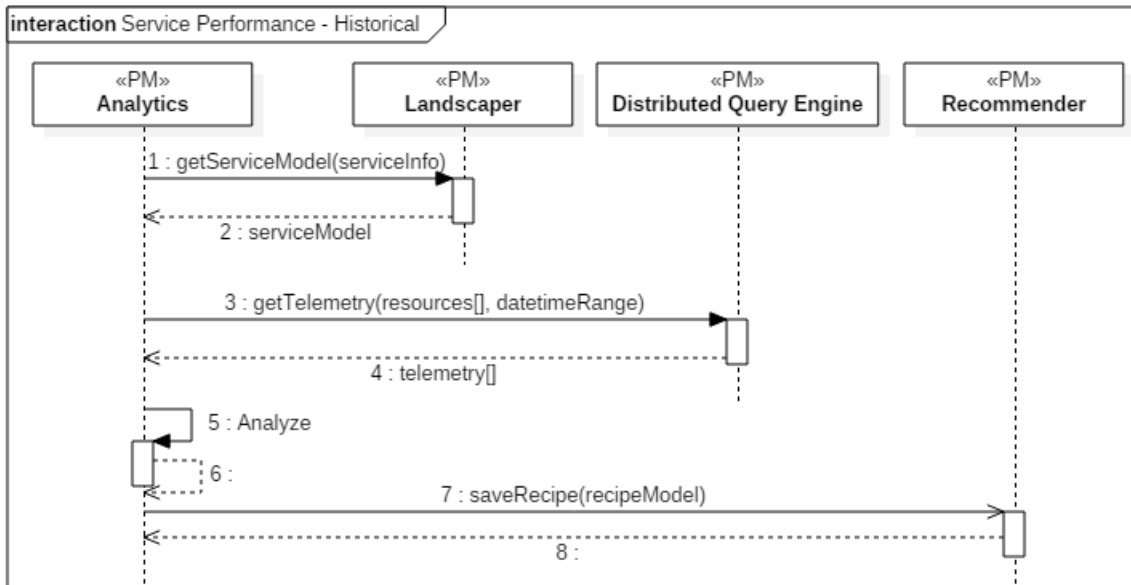 interaction Service Performance - Historical
«PM»
Analytics
«PM»
Landscaper
«PM»
Distributed Query Engine
«PM»
Recommender
1 : getServiceModel(serviceInfo)
2 : serviceModel
3 : getTelemetry(resources[], datetimeRange)
4 : telemetry[]
5 : Analyze
6 :
7 : saveRecipe(recipeModel)
8 :